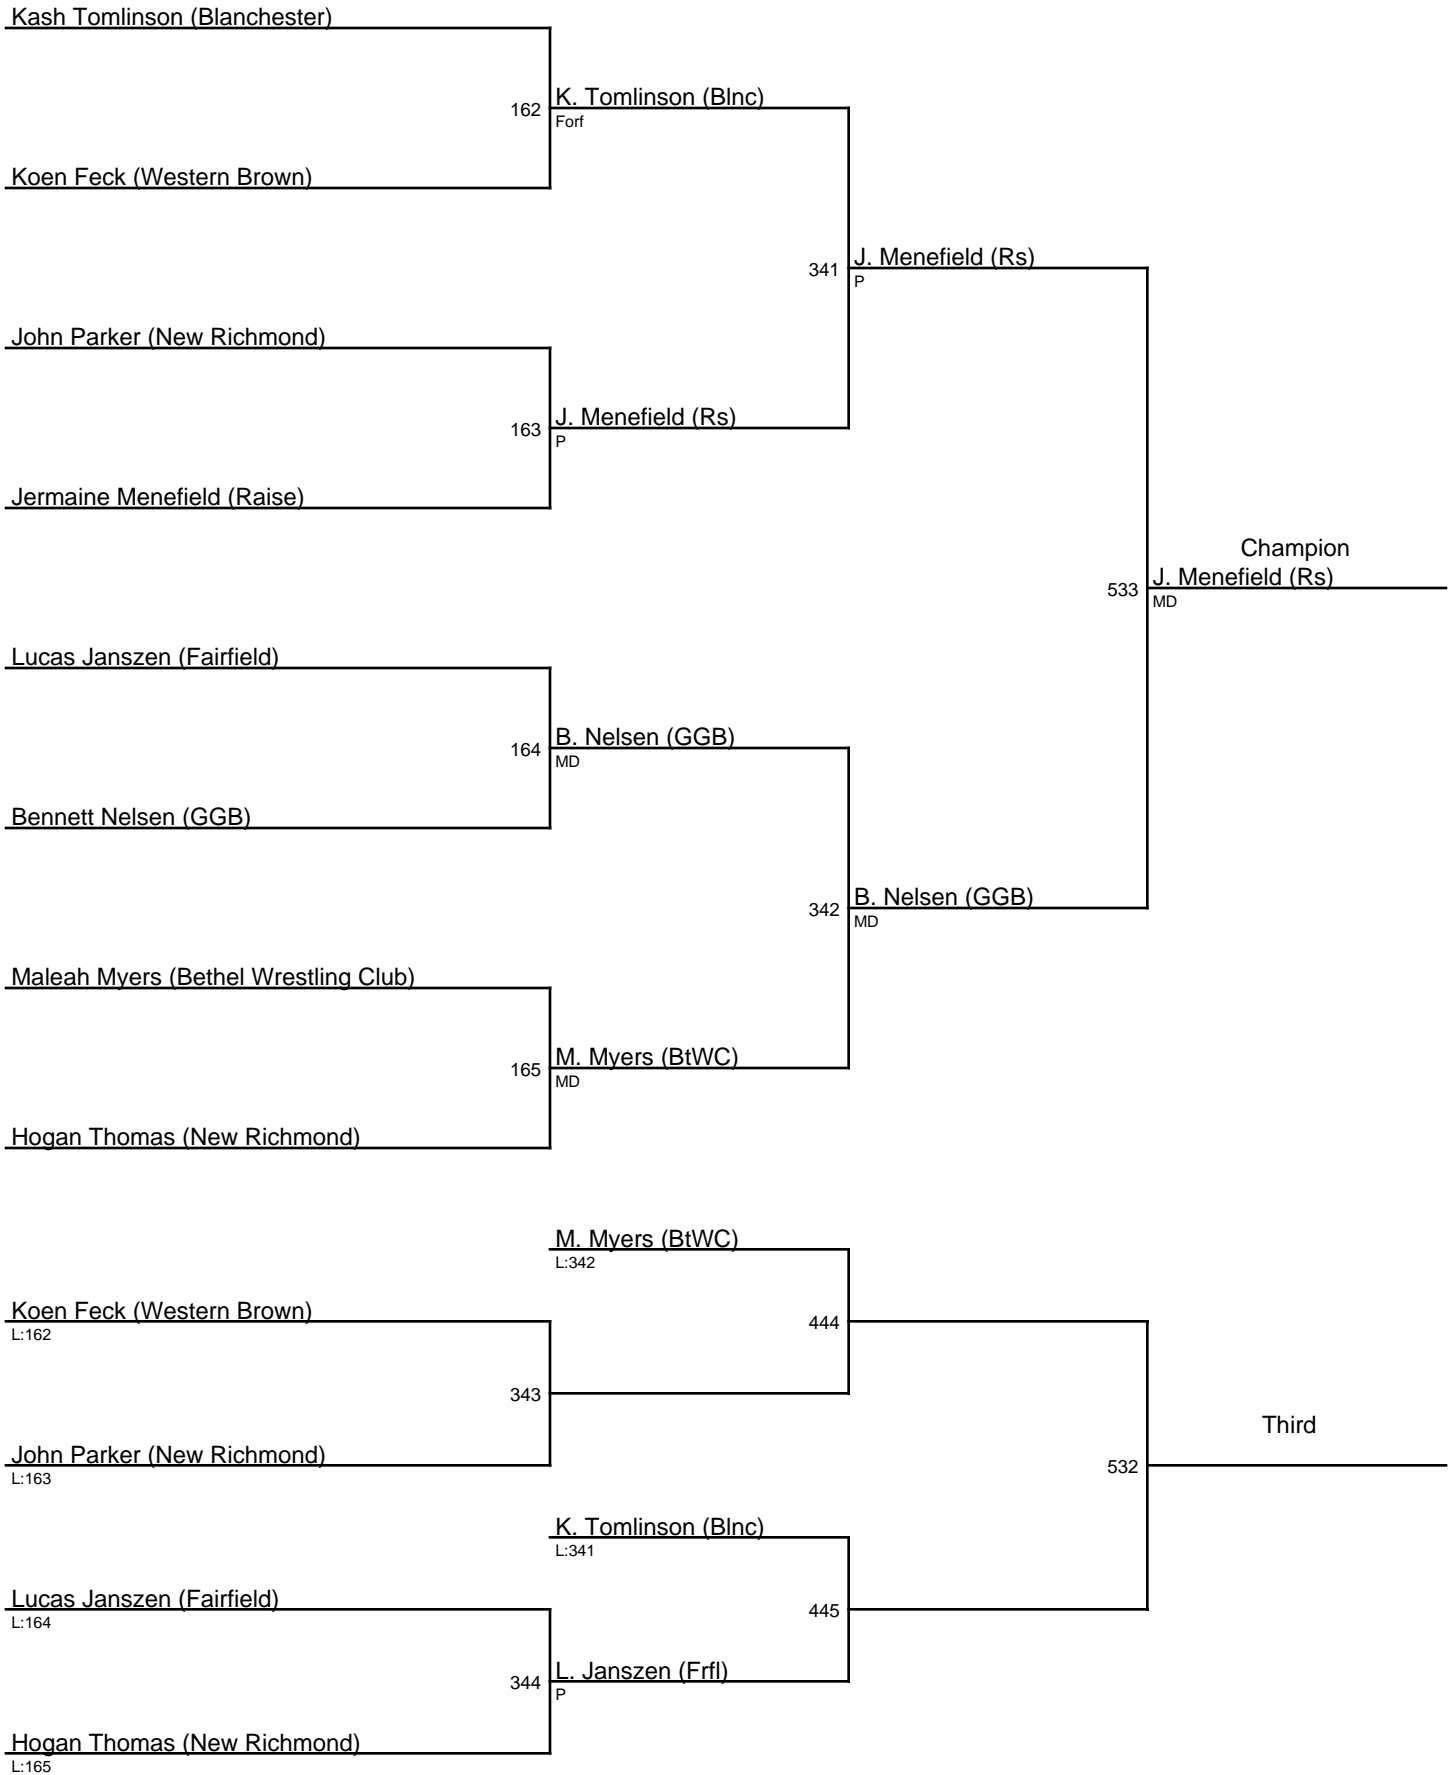 Kash Tomlinson (Blanchester)
K. Tomlinson (Blnc)
162
Forf
Koen Feck (Western Brown)
J. Menefield (Rs)
341
P
John Parker (New Richmond)
J. Menefield (Rs)
163
P
Jermaine Menefield (Raise)
Champion
J. Menefield (Rs)
533
MD
Lucas Janszen (Fairfield)
B. Nelsen (GGB)
164
MD
Bennett Nelsen (GGB)
B. Nelsen (GGB)
342
MD
Maleah Myers (Bethel Wrestling Club)
M. Myers (BtWC)
165
MD
Hogan Thomas (New Richmond)
M. Myers (BtWC)
L:342
Koen Feck (Western Brown)
L:162
444
343
Third
John Parker (New Richmond)
L:163
532
K. Tomlinson (Blnc)
L:341
Lucas Janszen (Fairfield)
L:164
445
L. Janszen (Frfl)
344
P
Hogan Thomas (New Richmond)
L:165